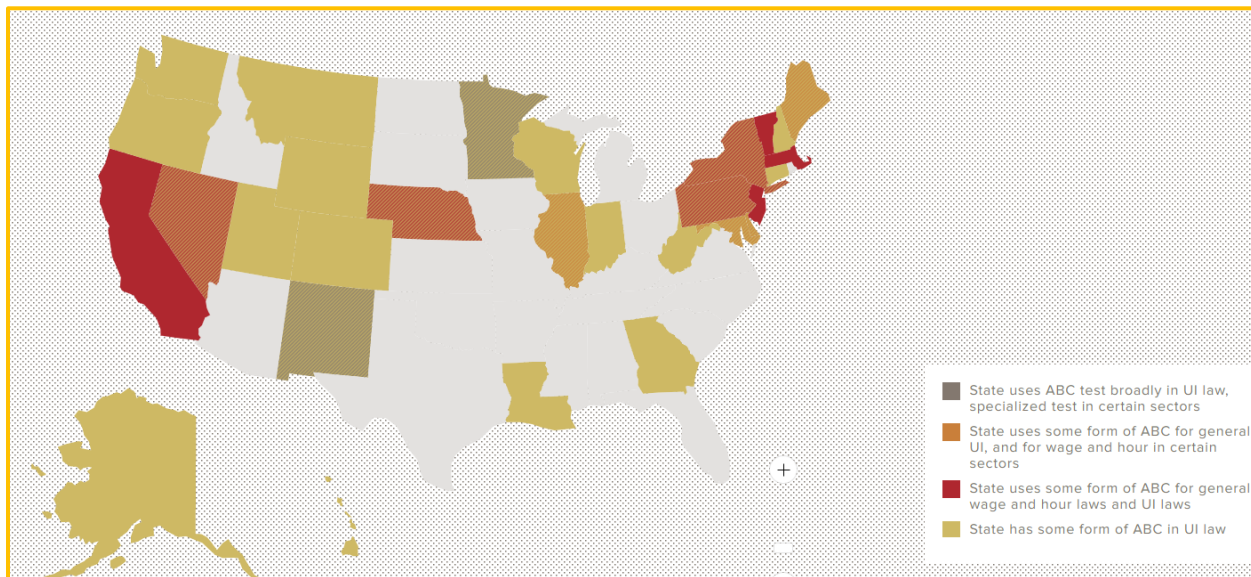 State uses ABC test broadly in UI law,
specialized test in certain sectors
State uses some form of ABC for general
UI, and for wage and hour in certain
sectors
State uses some form of ABC for general
wage and hour laws and UI laws
State has some form of ABC in UI law